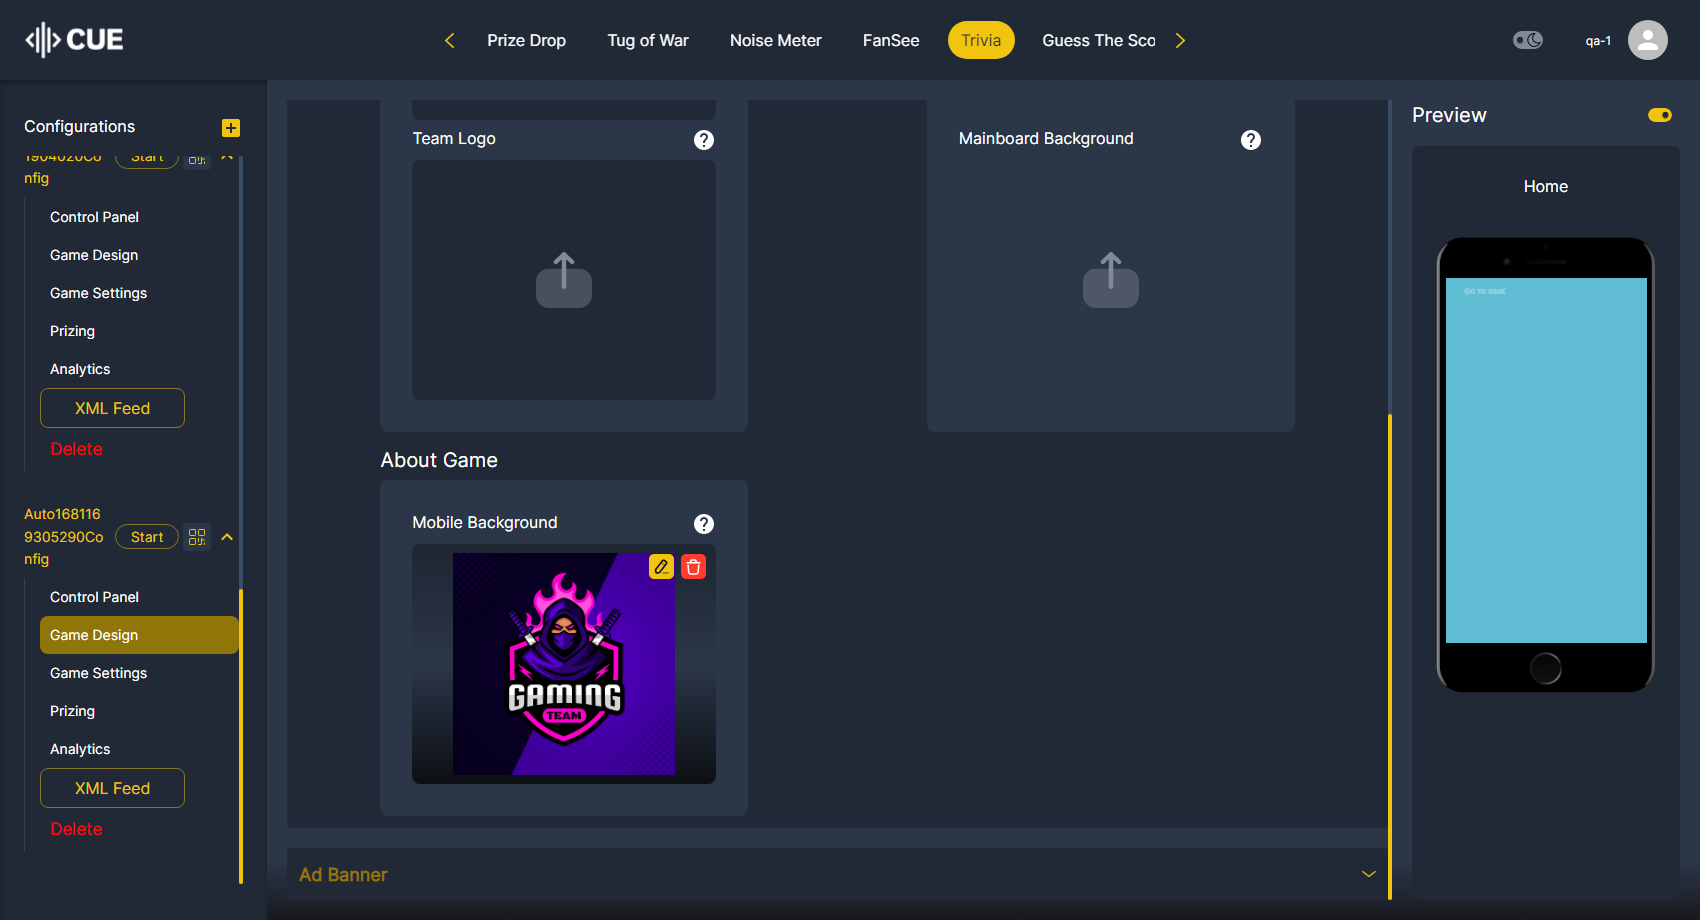 CUE
Prize Drop
Tug of War
Noise Meter
FanSee
Trivia
Guess The Sco
qa-1
Configurations
1904020Co
nfig
Start
Control Panel
Game Design
Game Settings
Prizing
Analytics
XML Feed
Delete
Auto168116
9305290Co
nfig
Start
Control Panel
Game Design
Game Settings
Prizing
Analytics
XML Feed
Delete
Team Logo
?
Mainboard Background
?
About Game
Mobile Background
?
GAMING
TEAM
Ad Banner
Preview
Home
GO TO GAME